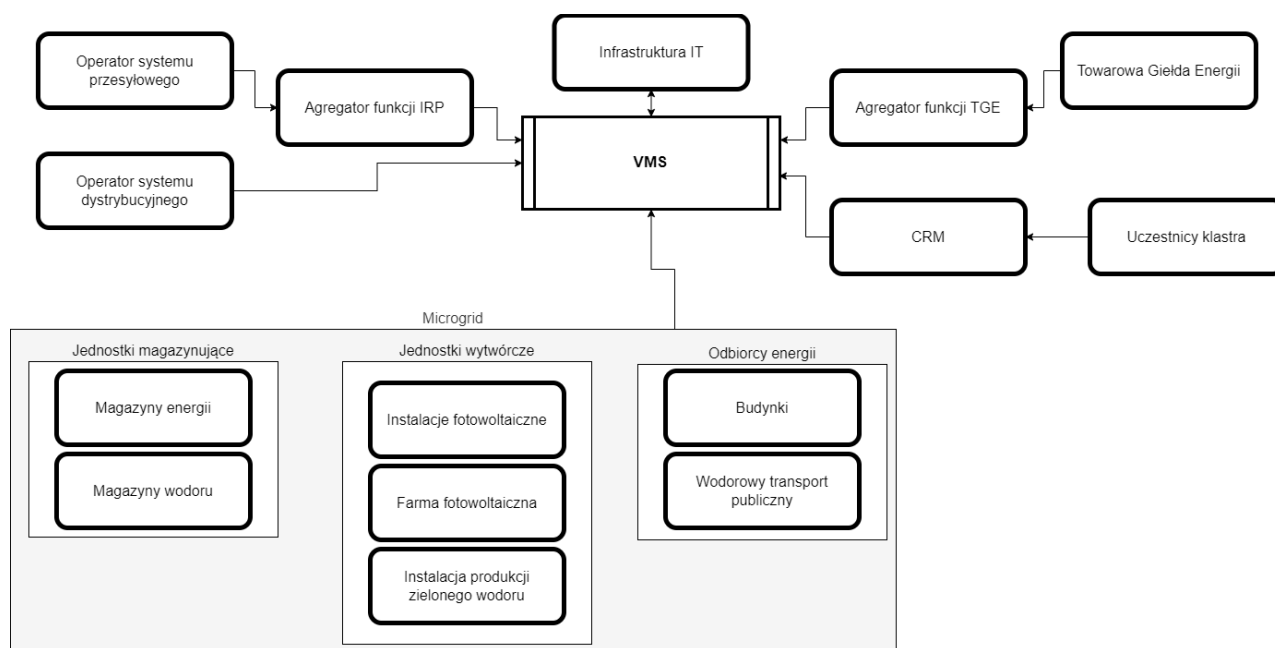 Operator systemu
przesyłowego
Agregator funkcji IRP
Operator systemu
dystrybucyjnego
Infrastruktura IT
VMS
Agregator funkcji TGE
Towarowa Giełda Energii
CRM
Uczestnicy klastra
Microgrid
Jednostki magazynujące
Magazyny energii
Magazyny wodoru
Jednostki wytwórcze
Instalacje fotowoltaiczne
Farma fotowoltaiczna
Instalacja produkcji
zielonego wodoru
Odbiorcy energii
Budynki
Wodorowy transport
publiczny